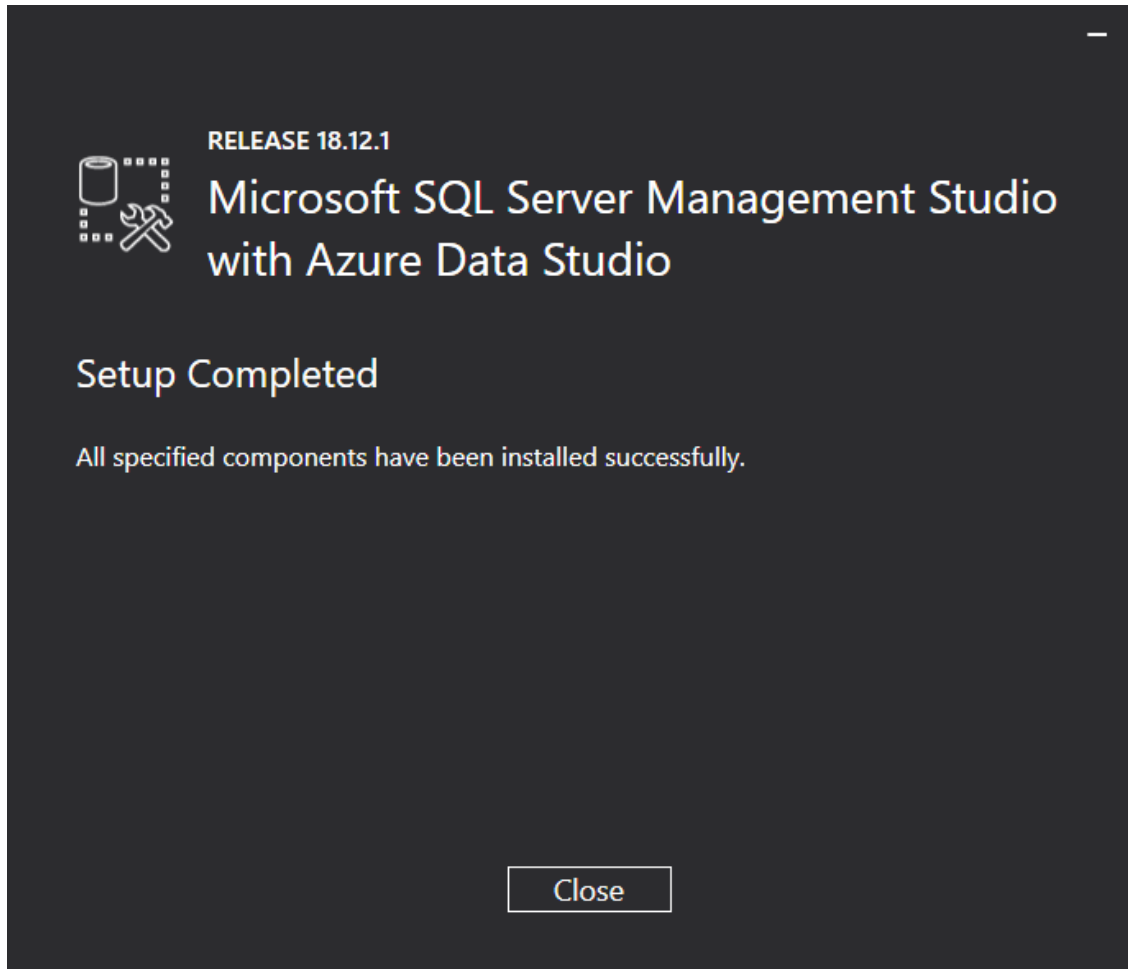 RELEASE 18.12.1
Microsoft SQL Server Management Studio
with Azure Data Studio
Setup Completed
All specified components have been installed successfully.
Close